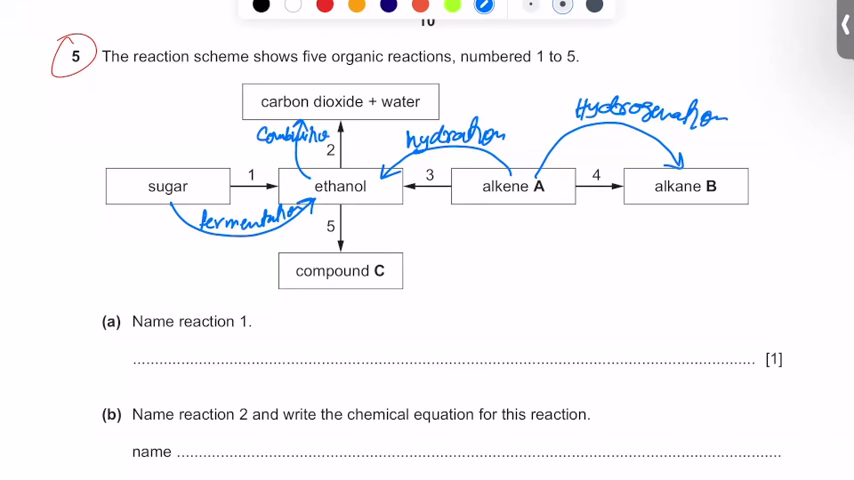 10
5 The reaction scheme shows five organic reactions, numbered 1 to 5.
carbon dioxide + water
Hydrogenation
hydration
2
1
3
4
sugar
ethanol
alkene A
alkane B
fermentation
5
compound C
(a) Name reaction 1.
[1]
(b) Name reaction 2 and write the chemical equation for this reaction.
name